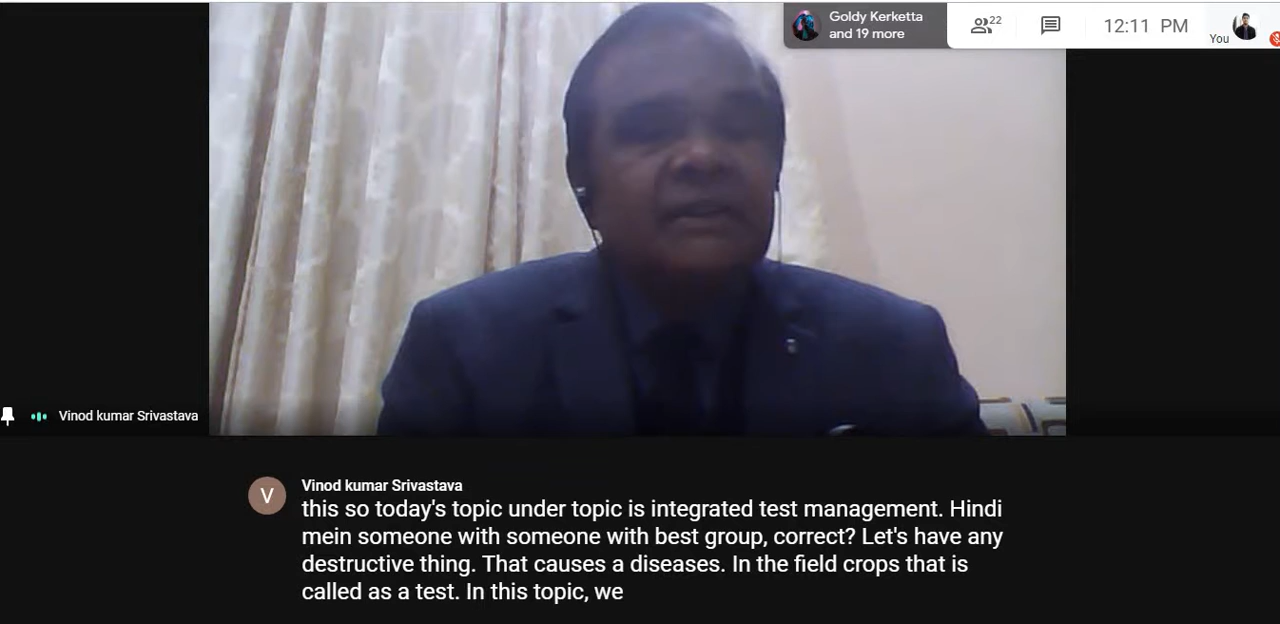 Goldy Kerketta
and 19 more
22
12:11 PM
You
Vinod kumar Srivastava
V
Vinod kumar Srivastava
this so today's topic under topic is integrated test management. Hindi
mein someone with someone with best group, correct? Let's have any
destructive thing. That causes a diseases. In the field crops that is
called as a test. In this topic, we